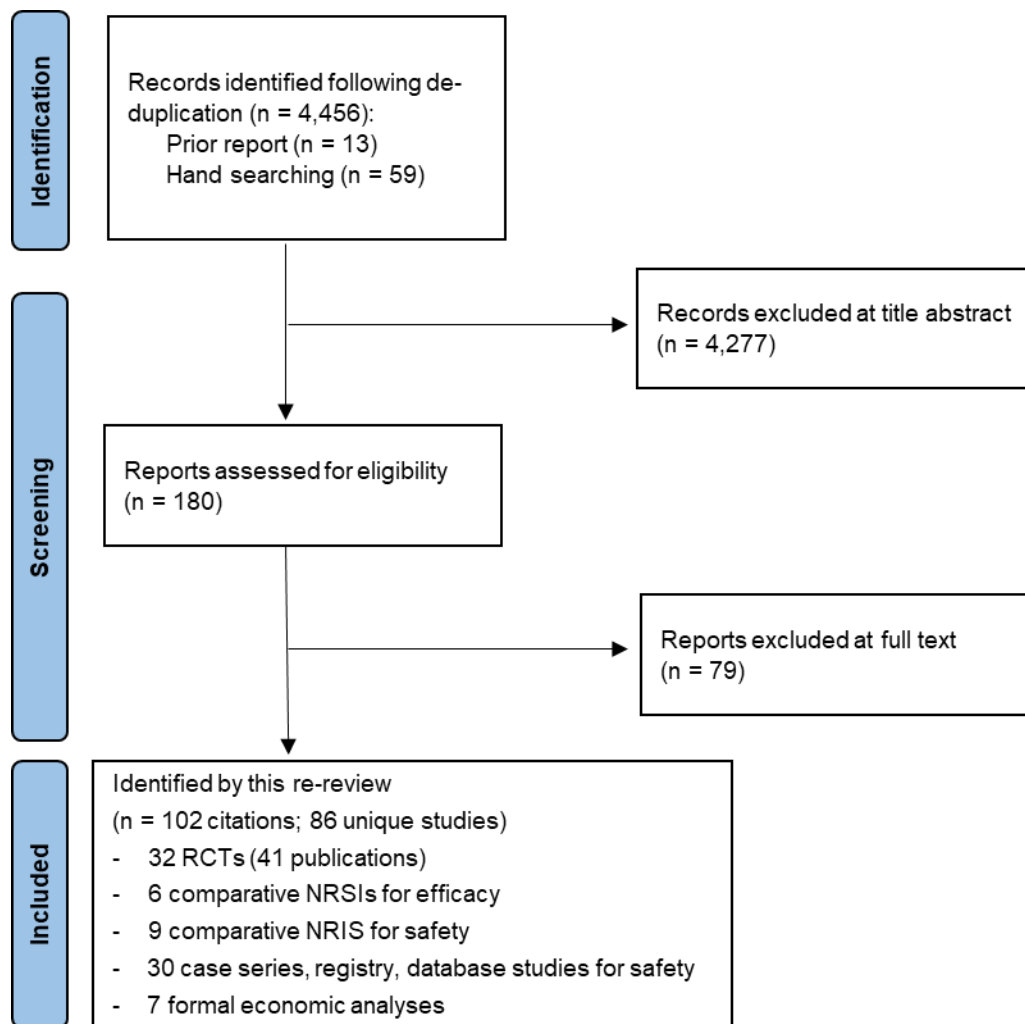 Identification
Records identified following de-
duplication (n = 4,456):
Prior report (n = 13)
Hand searching (n = 59)
Records excluded at title abstract
(n = 4,277)
Screening
Reports assessed for eligibility
(n = 180)
Reports excluded at full text
(n = 79)
Included
Identified by this re-review
(n = 102 citations; 86 unique studies)
- 32 RCTs (41 publications)
- 6 comparative NRSIs for efficacy
- 9 comparative NRIS for safety
- 30 case series, registry, database studies for safety
- 7 formal economic analyses